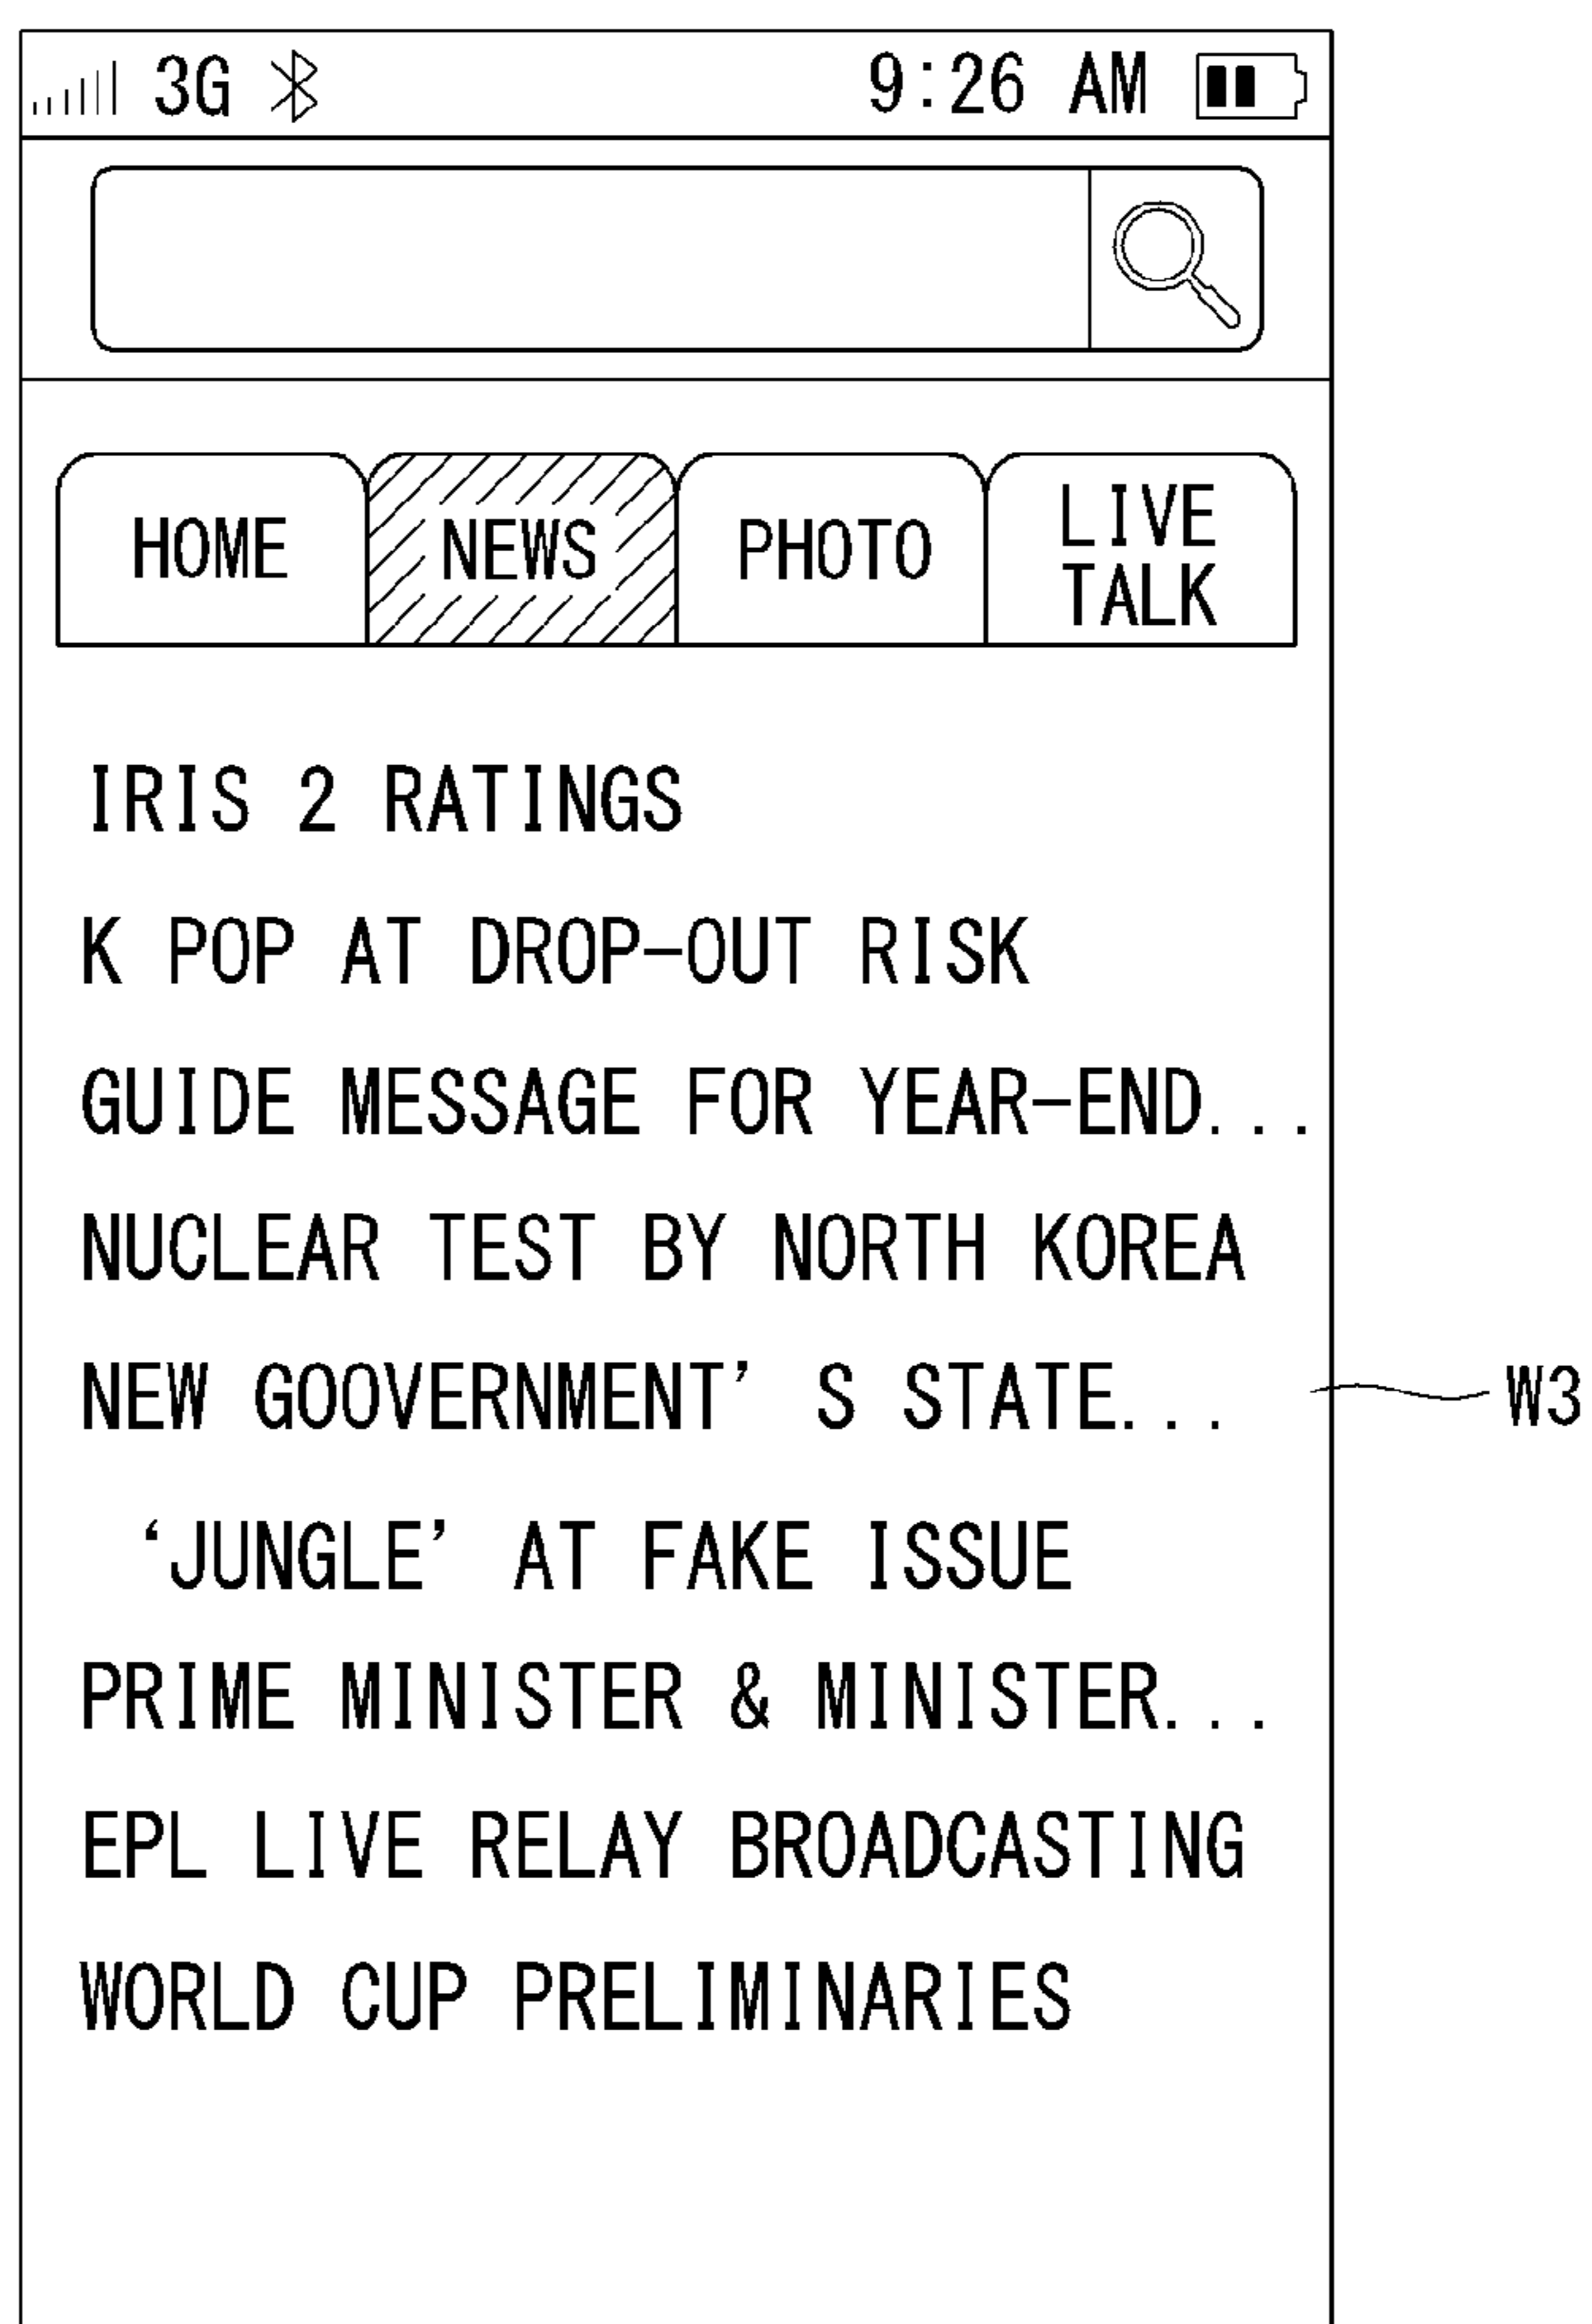 3G 9:26 AM
HOME NEWS PHOTO LIVE TALK
IRIS 2 RATINGS
K POP AT DROP-OUT RISK
GUIDE MESSAGE FOR YEAR-END...
NUCLEAR TEST BY NORTH KOREA
NEW GOOVERNMENT’ S STATE...
W3
‘JUNGLE’ AT FAKE ISSUE
PRIME MINISTER & MINISTER...
EPL LIVE RELAY BROADCASTING
WORLD CUP PRELIMINARIES